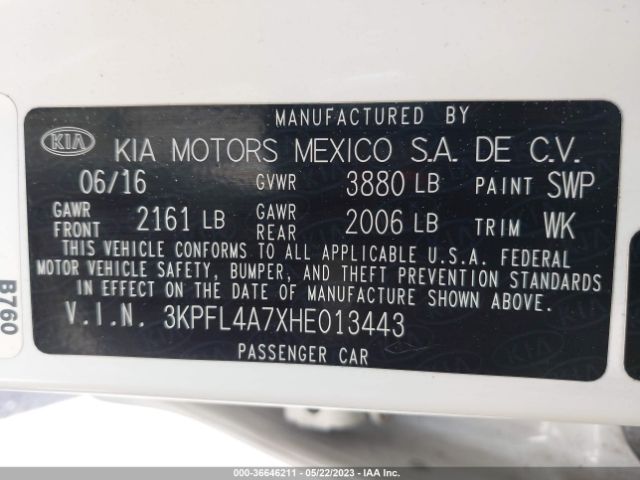 MANUFACTURED BY
KIA KIA MOTORS MEXICO S.A. DE C.V.
06/16 GVWR 3880 LB PAINT SWP
GAWR FRONT 2161 LB GAWR REAR 2006 LB TRIM WK
THIS VEHICLE CONFORMS TO ALL APPLICABLE U.S.A. FEDERAL
MOTOR VEHICLE SAFETY, BUMPER, AND THEFT PREVENTION STANDARDS
IN EFFECT ON THE DATE OF MANUFACTURE SHOWN ABOVE.
V.I.N. 3KPFL4A7XHE013443
PASSENGER CAR
B760
000-36646211 - 05/22/2023 - IAAI.COM